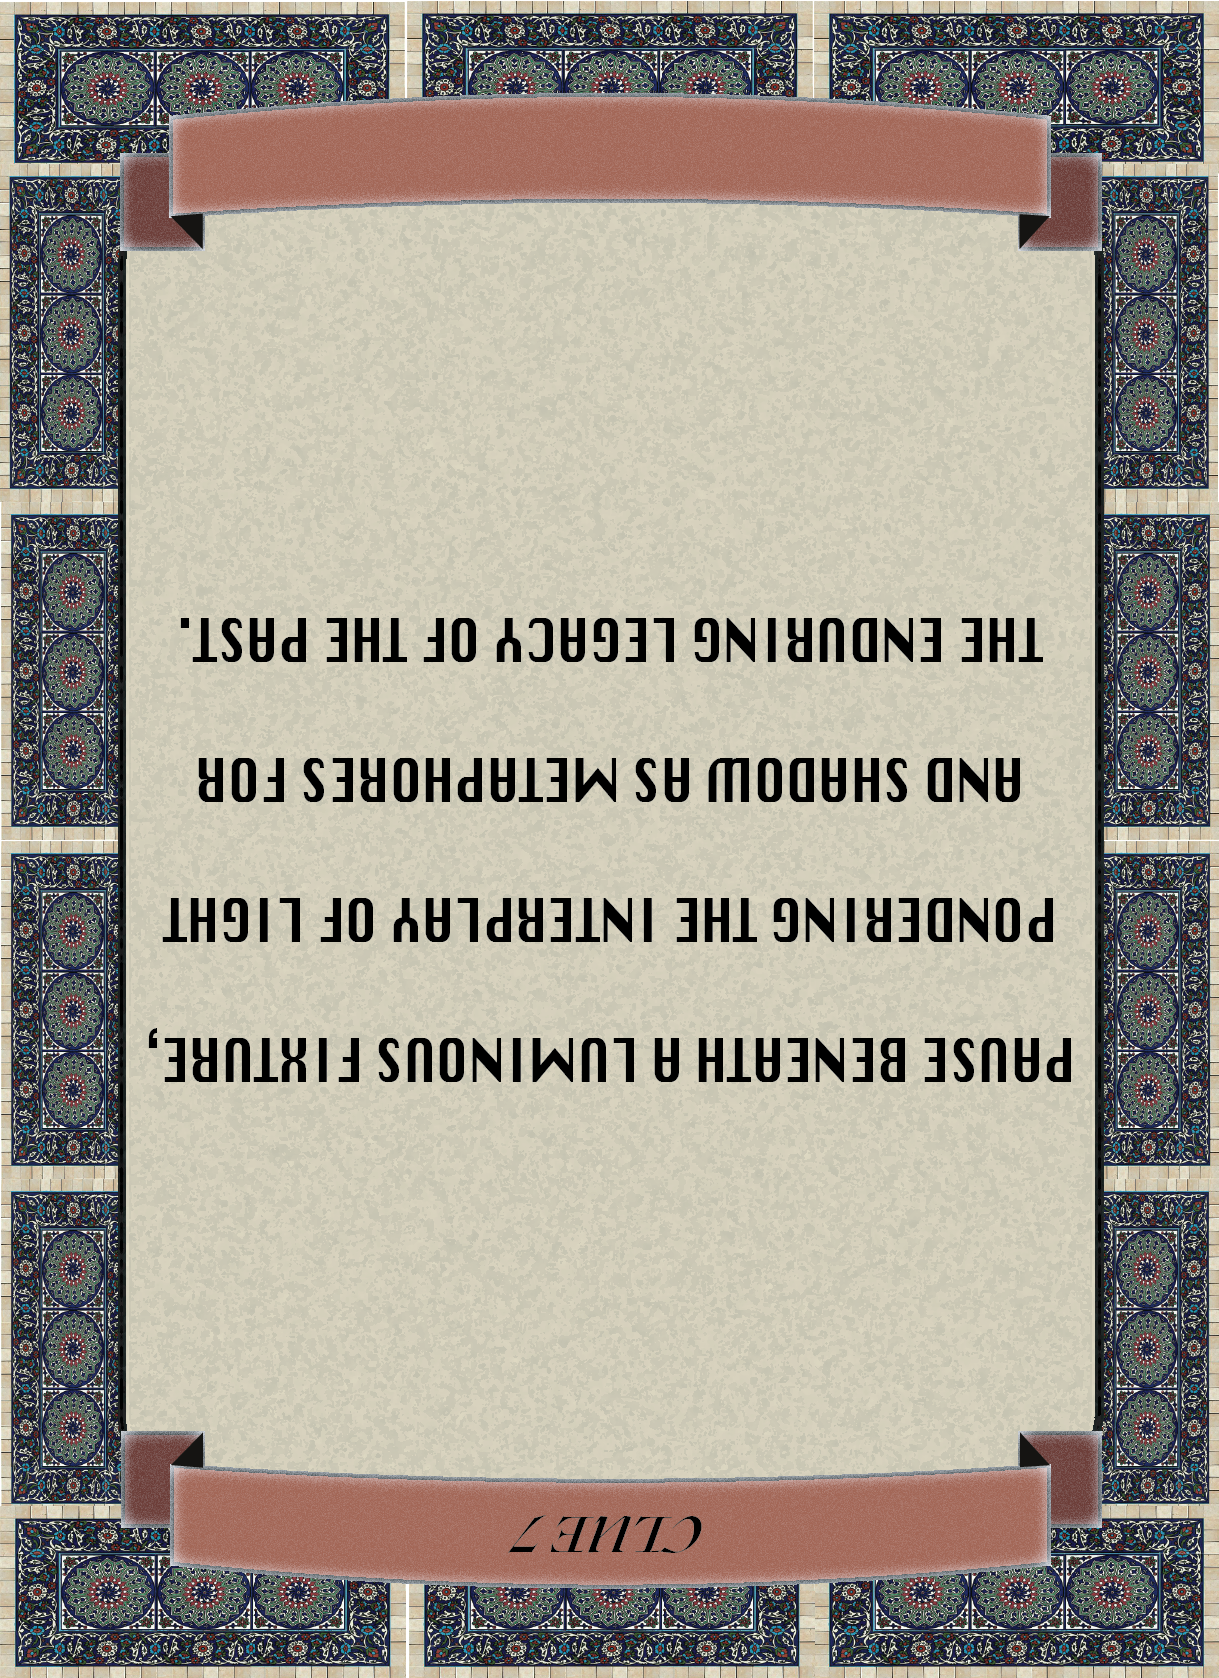 CLUE 7
PAUSE BENEATH A LUMINOUS FIXTURE,
PONDERING THE INTERPLAY OF LIGHT
AND SHADOW AS METAPHORES FOR
THE ENDURING LEGACY OF THE PAST.